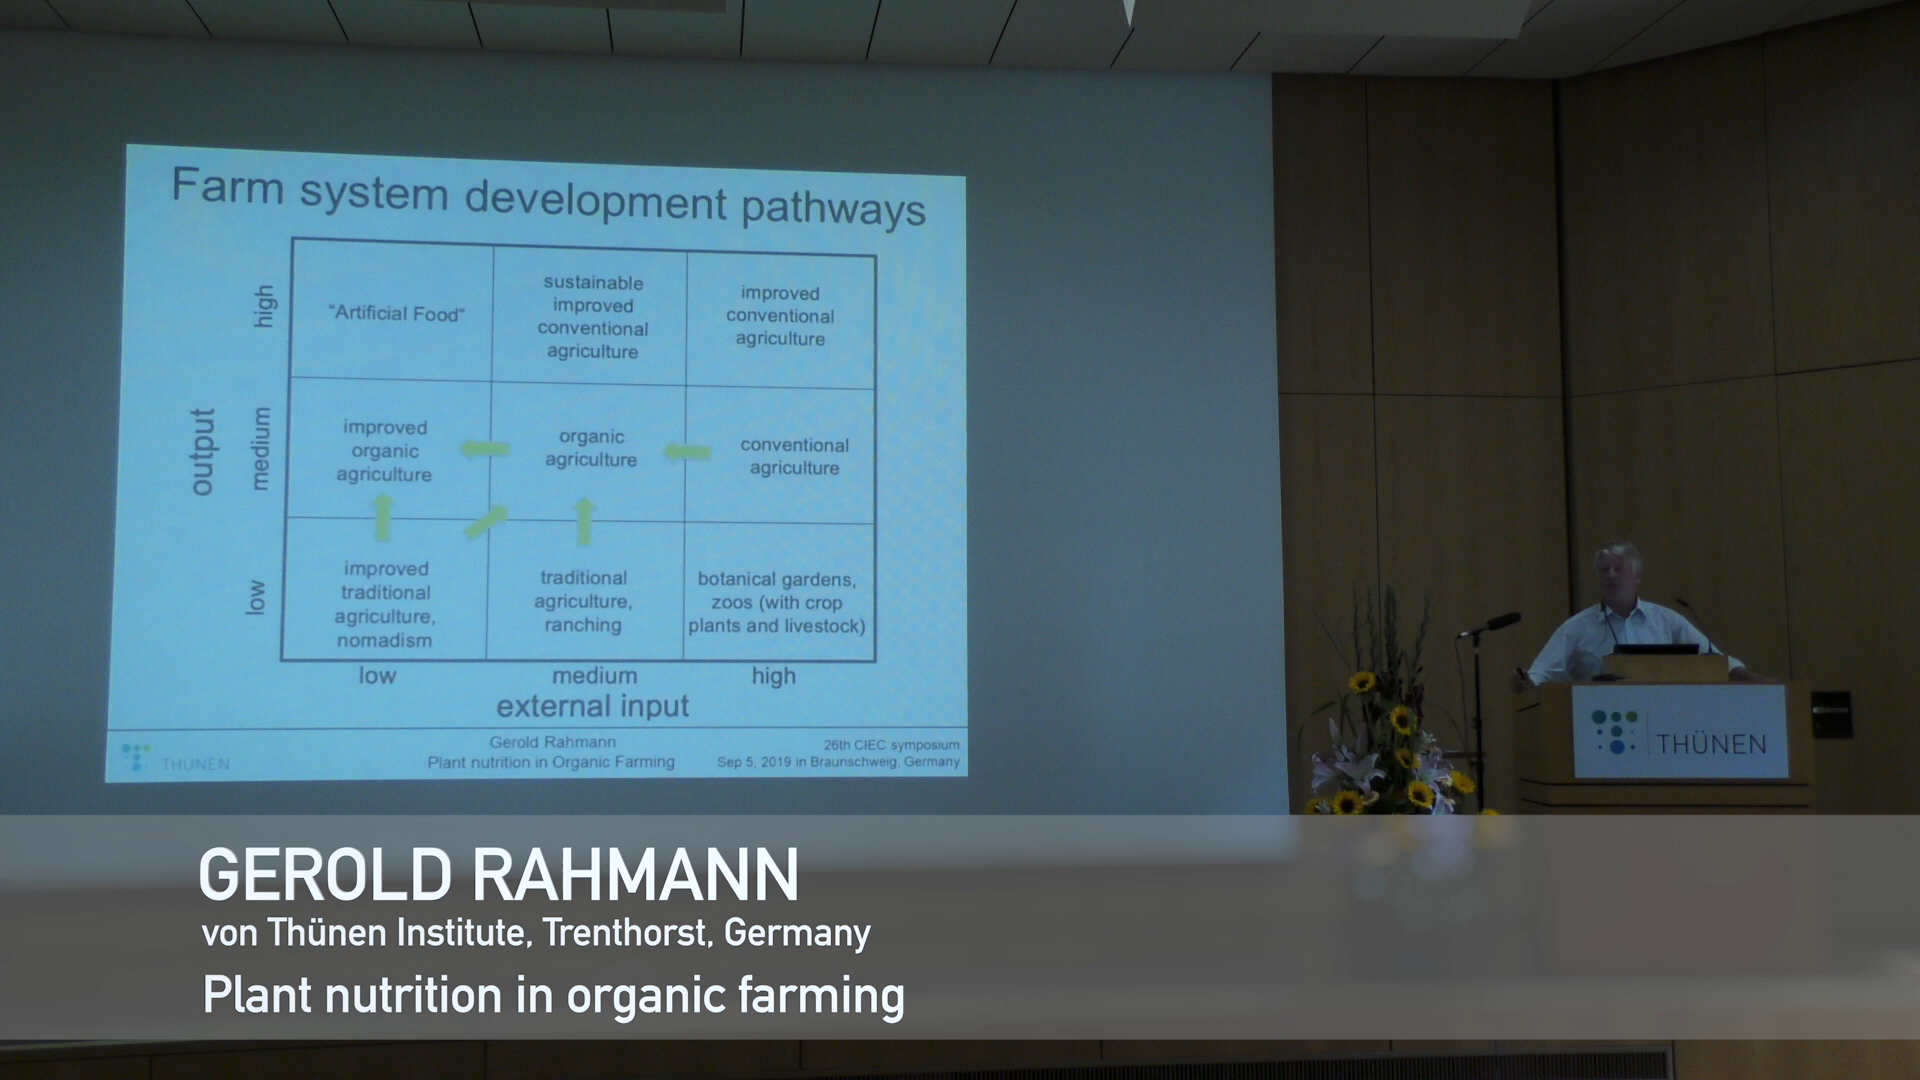 Farm system development pathways
output
high
"Artificial Food"
sustainable
improved
conventional
agriculture
improved
conventional
agriculture
medium
improved
organic
agriculture
organic
agriculture
conventional
agriculture
low
improved
traditional
agriculture,
nomadism
traditional
agriculture,
ranching
botanical gardens,
zoos (with crop
plants and livestock)
low
medium
high
external input
THÜNEN
Gerold Rahmann
Plant nutrition in Organic Farming
26th CIEC symposium
Sep 5, 2019 in Braunschweig, Germany
THÜNEN
GEROLD RAHMANN
von Thünen Institute, Trenthorst, Germany
Plant nutrition in organic farming